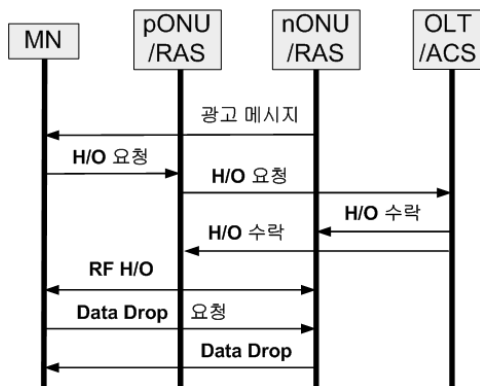 MN
pONU
/RAS
nONU
/RAS
OLT
/ACS
광고 메시지
H/O 요청
H/O 요청
H/O 수락
H/O 수락
RF H/O
Data Drop 요청
Data Drop